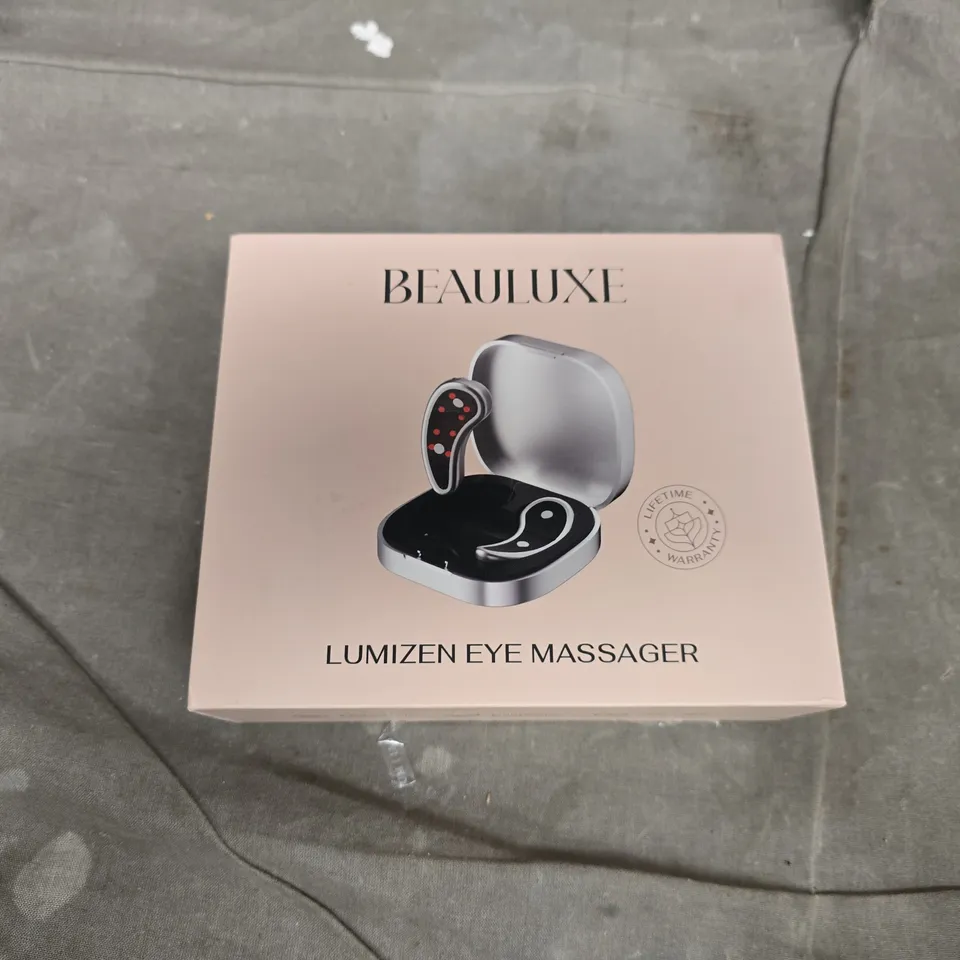 BEAULUXE
LIFETIME
WARRANTY
LUMIZEN EYE MASSAGER